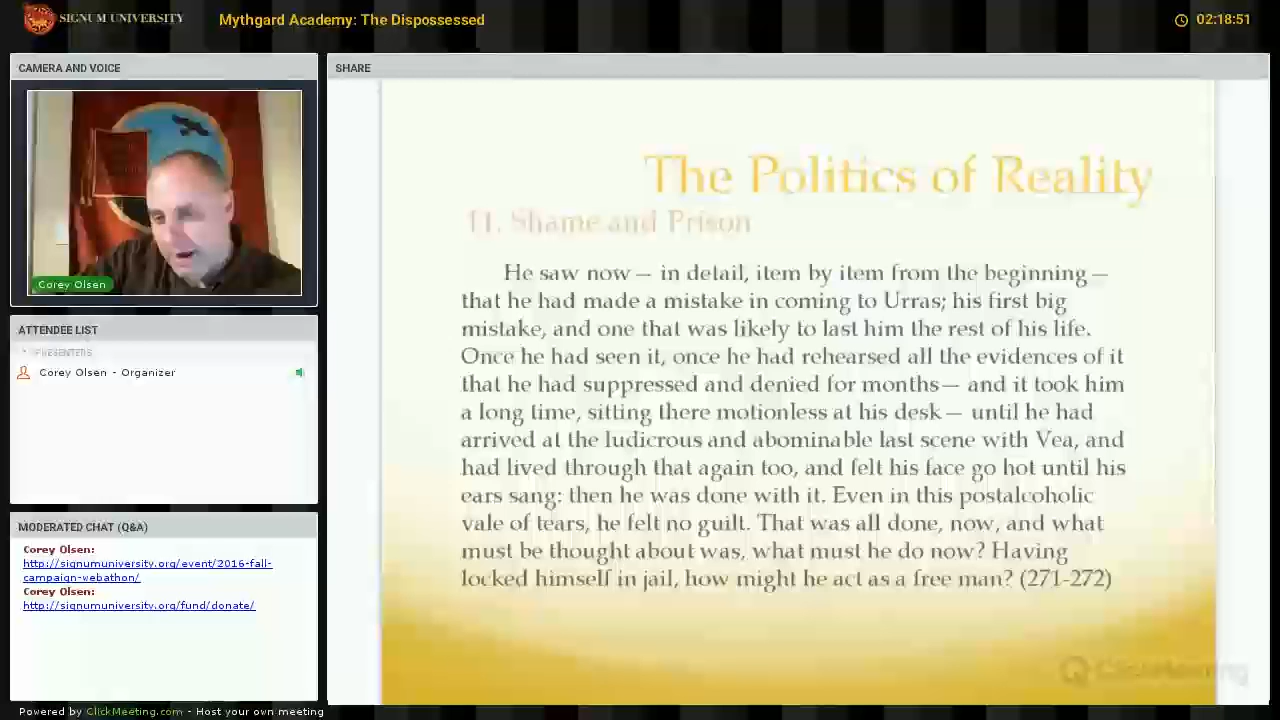 SIGNUM UNIVERSITY
Mythgard Academy: The Dispossessed
02:18:51
CAMERA AND VOICE
Corey Olsen
ATTENDEE LIST
PRESENTERS
Corey Olsen - Organizer
MODERATED CHAT (Q&A)
Corey Olsen:
http://signumuniversity.org/event/2016-fall-
campaign-webathon/
Corey Olsen:
http://signumuniversity.org/fund/donate/
Powered by ClickMeeting.com - Host your own meeting
SHARE
The Politics of Reality
11. Shame and Prison
He saw now — in detail, item by item from the beginning —
that he had made a mistake in coming to Urras; his first big
mistake, and one that was likely to last him the rest of his life.
Once he had seen it, once he had rehearsed all the evidences of it
that he had suppressed and denied for months — and it took him
a long time, sitting there motionless at his desk — until he had
arrived at the ludicrous and abominable last scene with Vea, and
had lived through that again too, and felt his face go hot until his
ears sang: then he was done with it. Even in this postalcoholic
vale of tears, he felt no guilt. That was all done, now, and what
must be thought about was, what must he do now? Having
locked himself in jail, how might he act as a free man? (271-272)
ClickMeeting